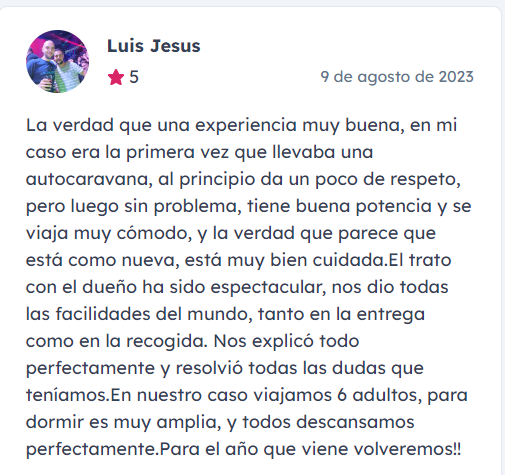 Luis Jesus
5
9 de agosto de 2023
La verdad que una experiencia muy buena, en mi
caso era la primera vez que llevaba una
autocaravana, al principio da un poco de respeto,
pero luego sin problema, tiene buena potencia y se
viaja muy cómodo, y la verdad que parece que
está como nueva, está muy bien cuidada.El trato
con el dueño ha sido espectacular, nos dio todas
las facilidades del mundo, tanto en la entrega
como en la recogida. Nos explicó todo
perfectamente y resolvió todas las dudas que
teníamos.En nuestro caso viajamos 6 adultos, para
dormir es muy amplia, y todos descansamos
perfectamente.Para el año que viene volveremos!!